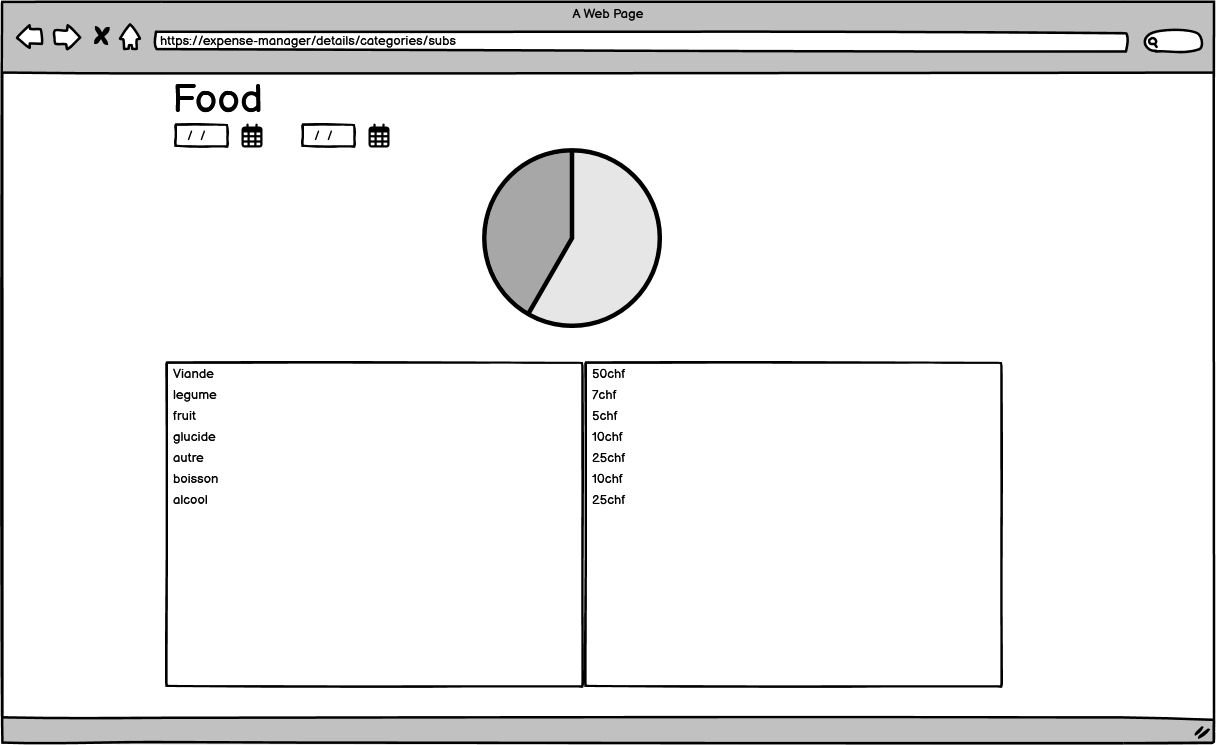 A Web Page
https://expense-manager/details/categories/subs
Food
/ /
/ /
Viande 50chf
legume 7chf
fruit 5chf
glucide 10chf
autre 25chf
boisson 10chf
alcool 25chf